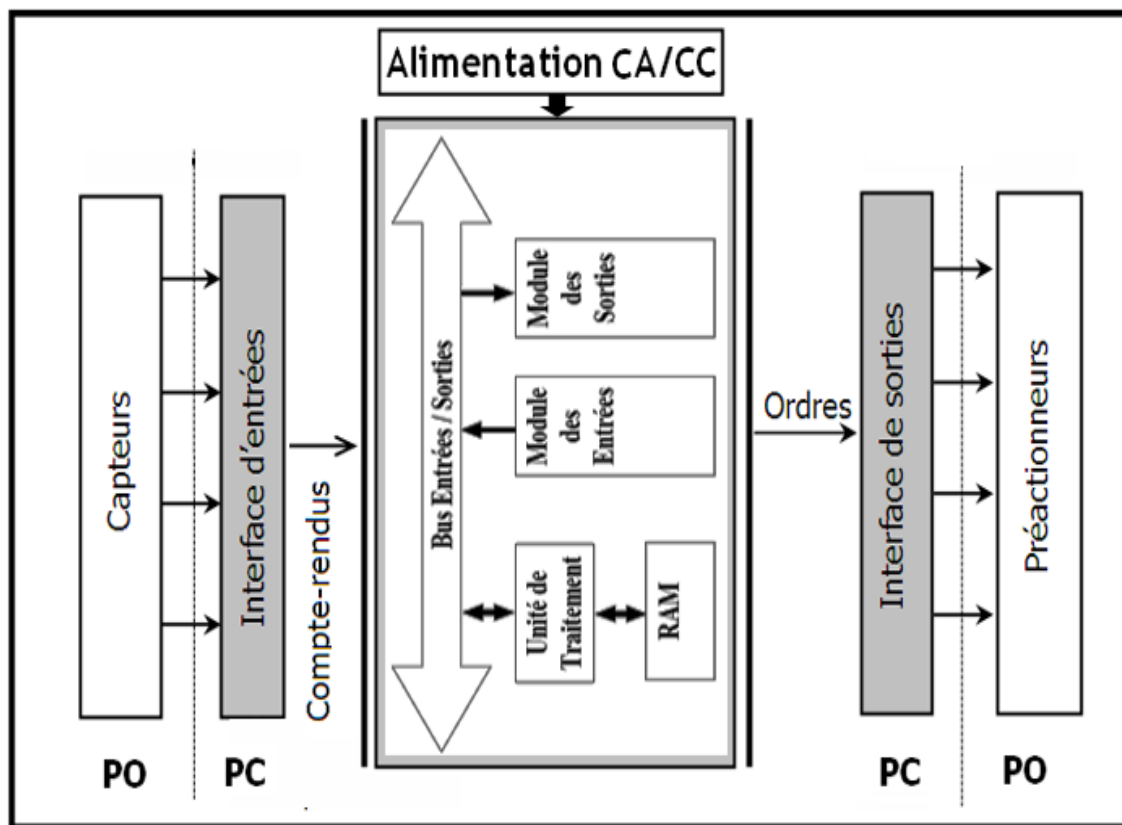 Alimentation CA/CC
Capteurs
Interface d'entrées
Compte-rendus
Bus Entrées / Sorties
Module
des
Sorties
Module
des
Entrées
Unité de
Traitement
RAM
Ordres
Interface de sorties
Préactionneurs
PO
PC
PC
PO